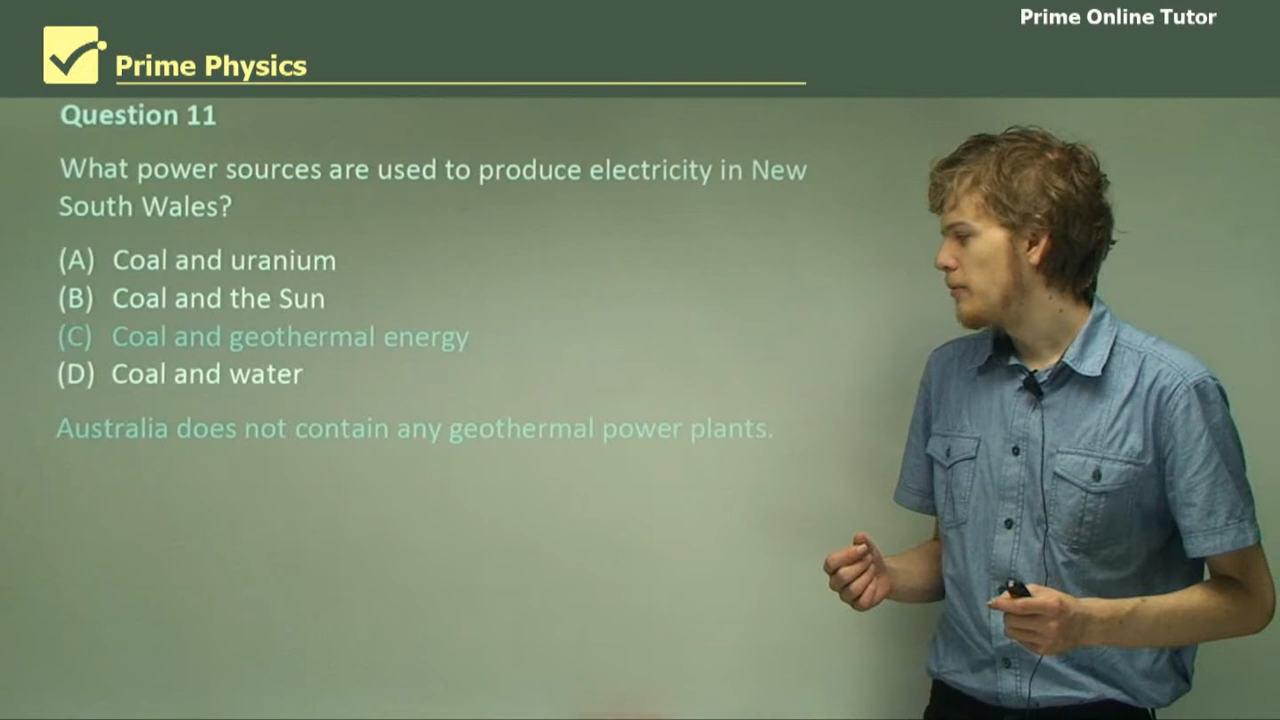 Prime Online Tutor
Prime Physics
Question 11
What power sources are used to produce electricity in New
South Wales?
(A) Coal and uranium
(B) Coal and the Sun
(C) Coal and geothermal energy
(D) Coal and water
Australia does not contain any geothermal power plants.